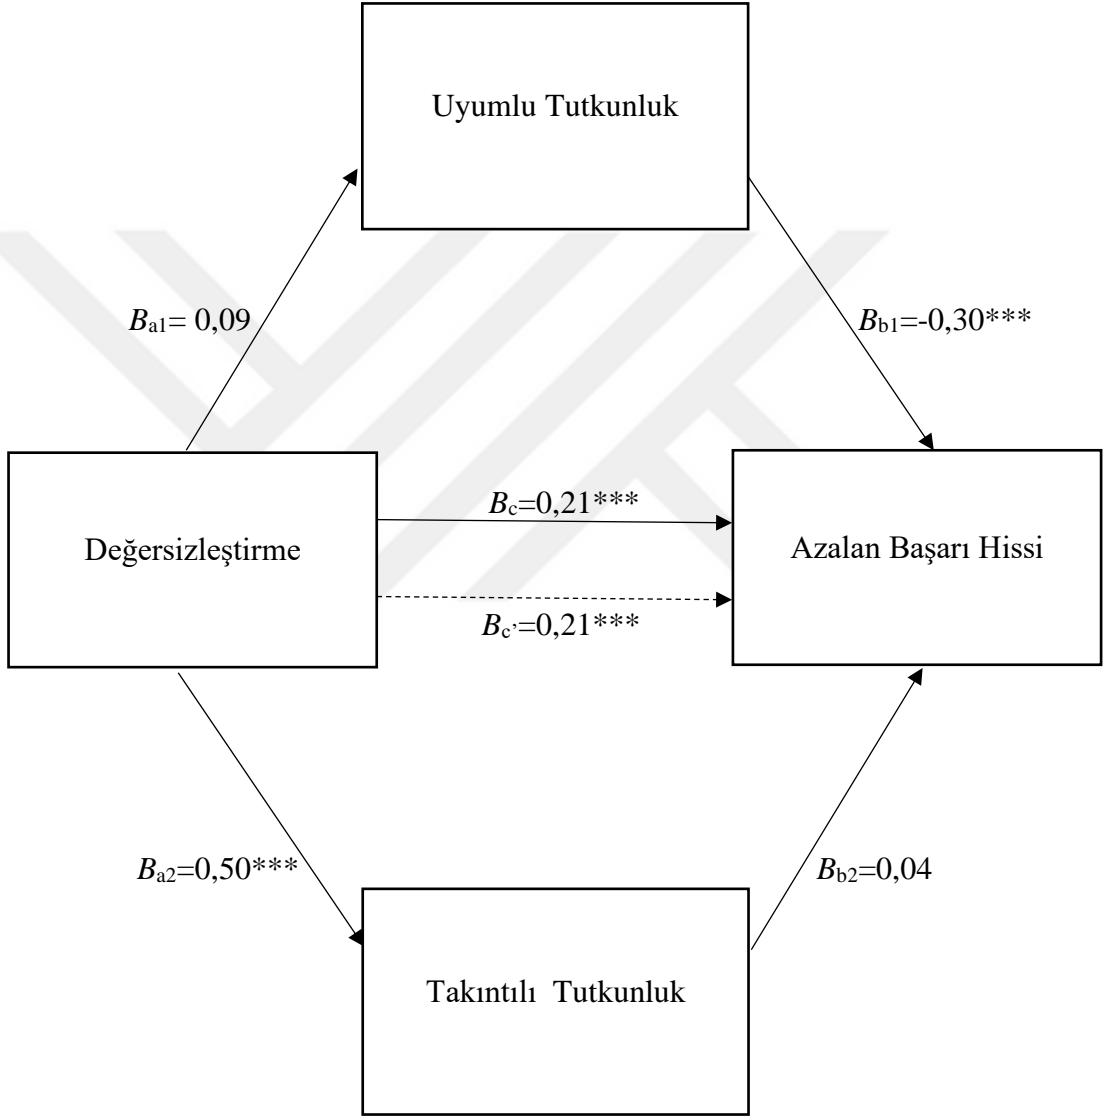 Uyumlu Tutkunluk
Ba1= 0,09
Bb1=-0,30***
Bc=0,21***
Değersizleştirme
Azalan Başarı Hissi
Bc’=0,21***
Ba2=0,50***
Bb2=0,04
Takıntılı Tutkunluk